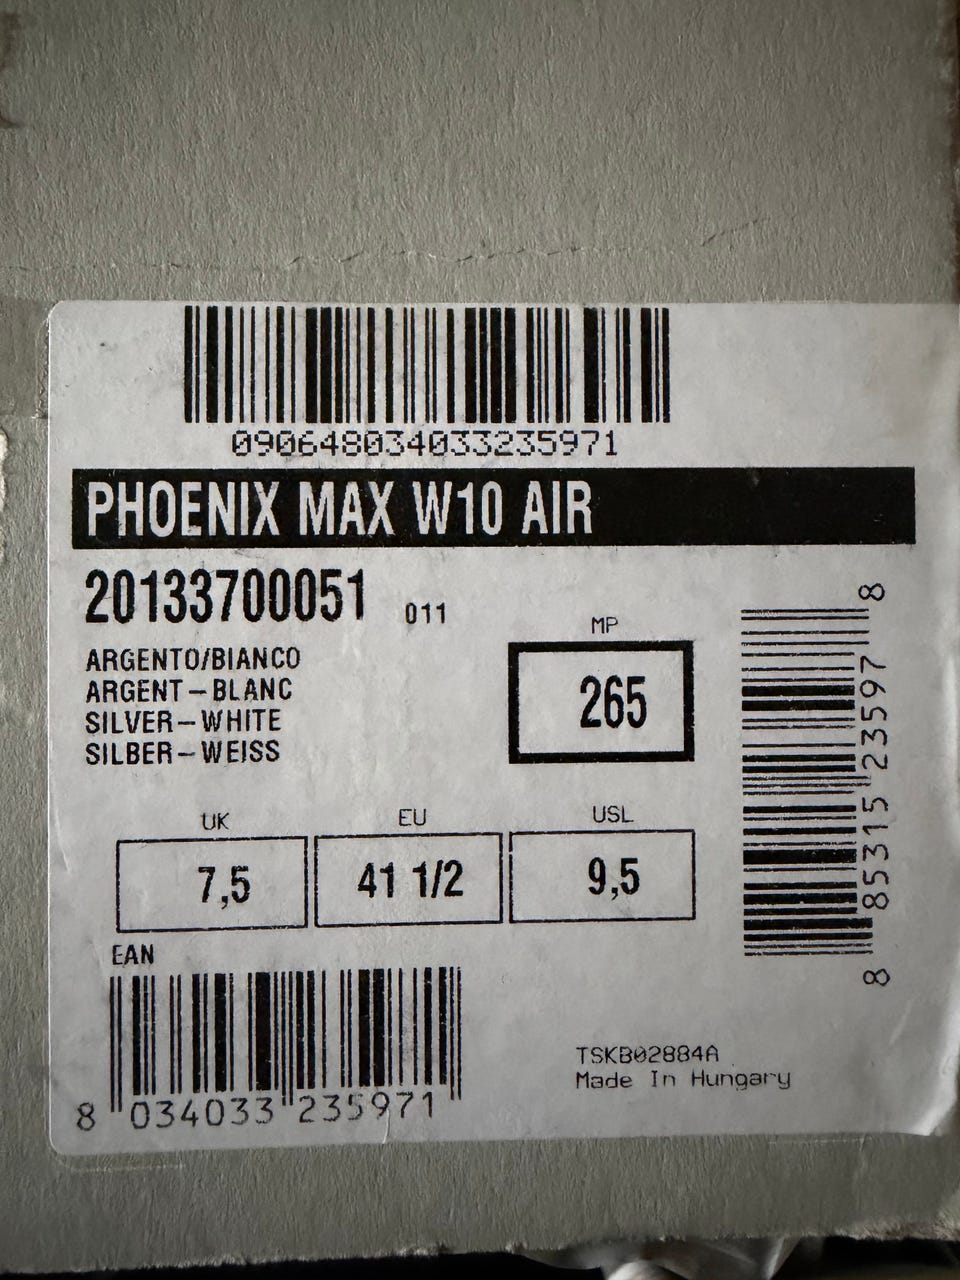 090648034033235971
PHOENIX MAX W10 AIR
20133700051 011
ARGENTO/BIANCO
ARGENT-BLANC
SILVER-WHITE
SILBER-WEISS
MP
265
UK
7,5
EU
41 1/2
USL
9,5
8 85315 23597 8
EAN
8 034033 235971
TSKB02884A
Made In Hungary